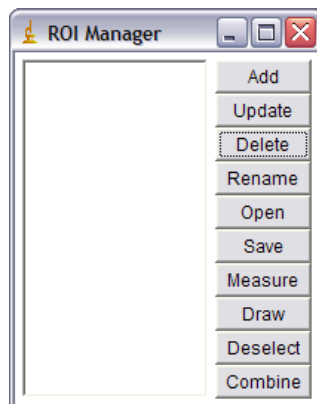 ROI Manager
Add
Update
Delete
Rename
Open
Save
Measure
Draw
Deselect
Combine